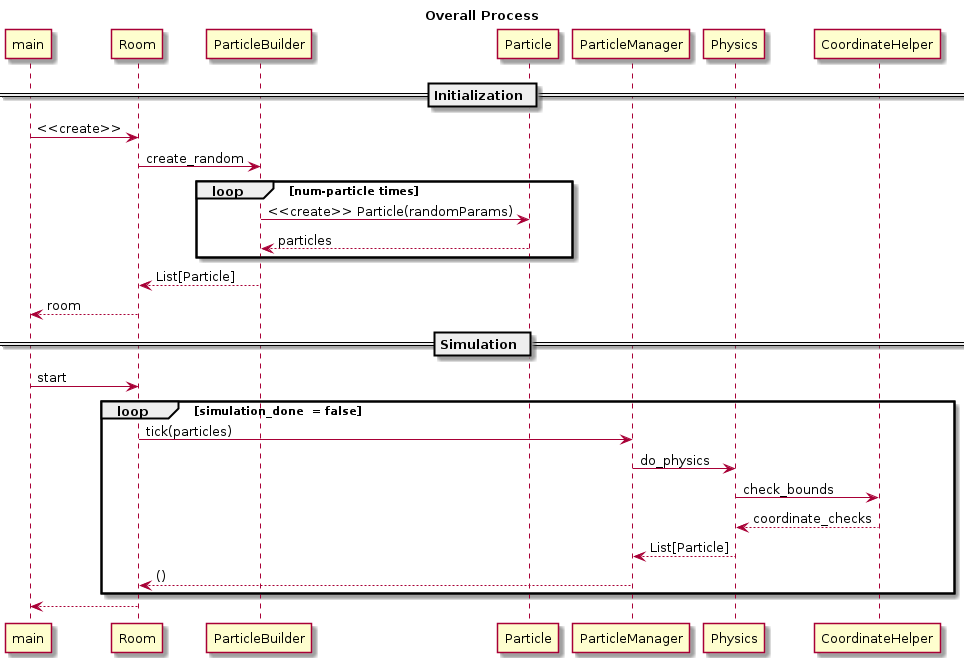 Overall Process
main Room ParticleBuilder Particle ParticleManager Physics CoordinateHelper
Initialization
<<create>>
create_random
loop [num-particle times]
<<create>> Particle(randomParams)
particles
List[Particle]
room
Simulation
start
loop [simulation_done = false]
tick(particles)
do_physics
check_bounds
coordinate_checks
List[Particle]
()
main Room ParticleBuilder Particle ParticleManager Physics CoordinateHelper